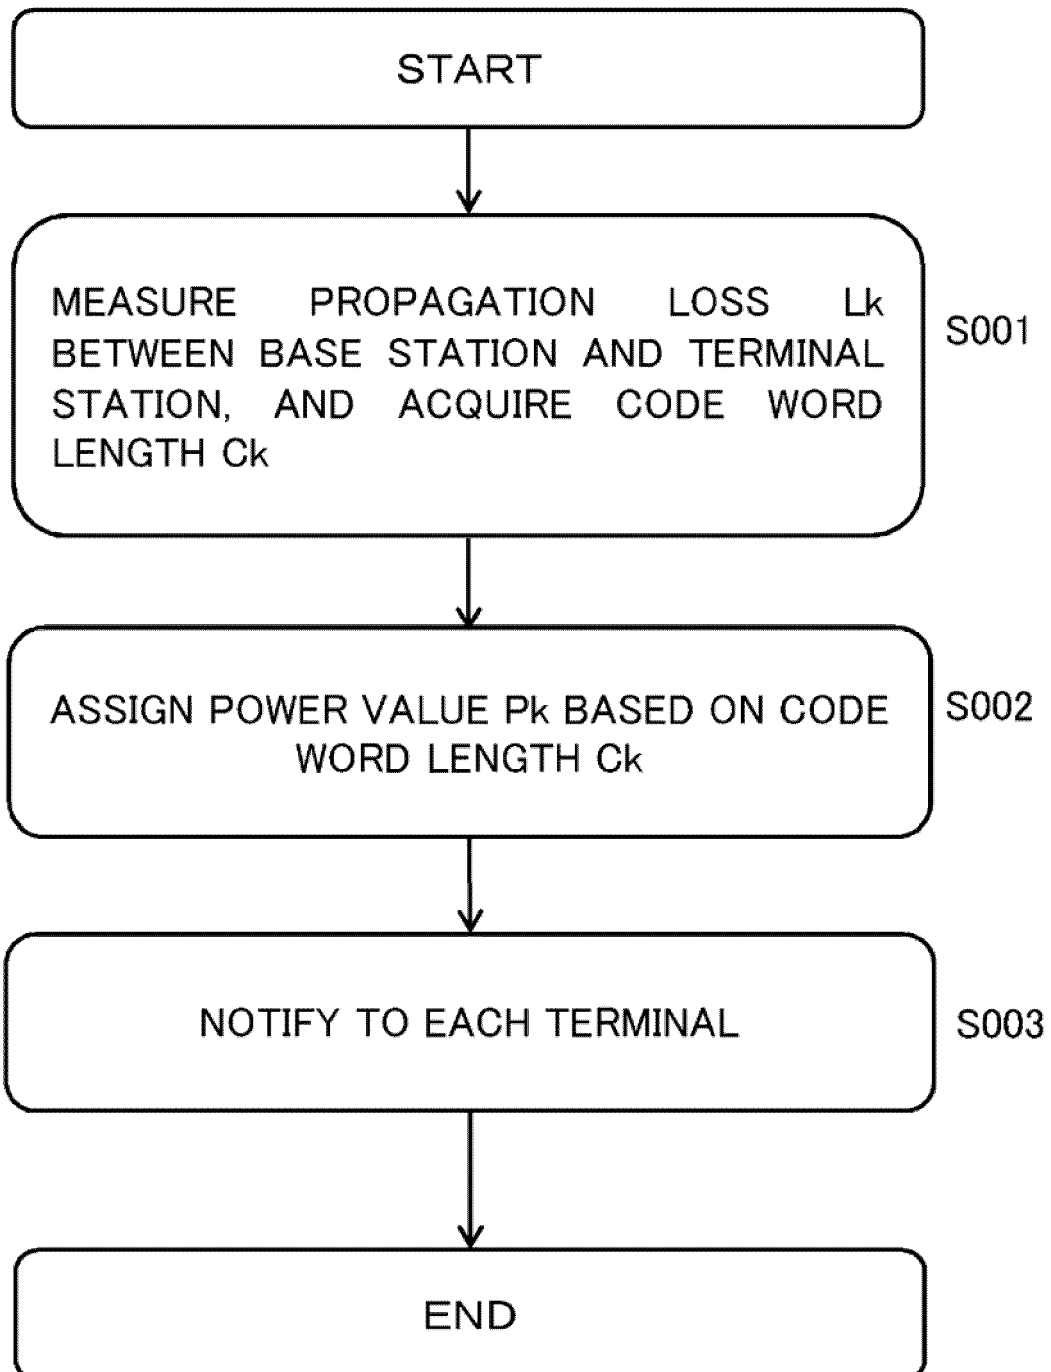 START
MEASURE PROPAGATION LOSS Lk
BETWEEN BASE STATION AND TERMINAL
STATION, AND ACQUIRE CODE WORD
LENGTH Ck
S001
ASSIGN POWER VALUE Pk BASED ON CODE
WORD LENGTH Ck
S002
NOTIFY TO EACH TERMINAL
S003
END